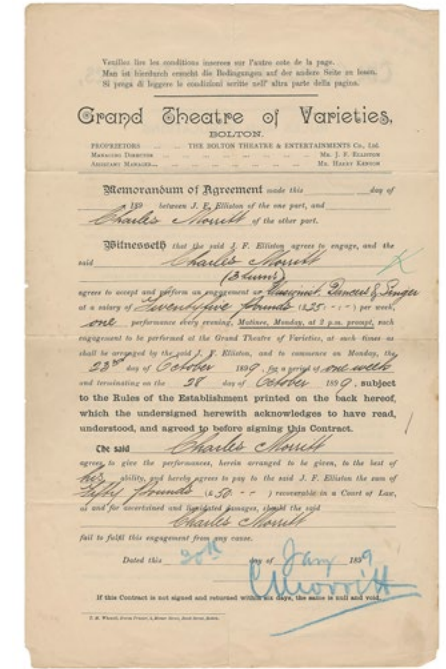 Veuillez lire les conditions inserees sur l'autre cote de la page.
Man ist hierdurch ersucht die Bedingungen auf der andere Seite zu lesen.
Si prega di leggere le condizioni scritte nell' altra parte della pagina.
Grand Theatre of Varieties,
BOLTON.
PROPRIETORS ... ... THE BOLTON THEATRE & ENTERTAINMENTS Co., Ltd.
MANAGING DIRECTOR ... Mr. J. F. ELLISTON
ASSISTANT MANAGER... ... Mr. HARRY KENYON
Memorandum of Agreement made this day of
189 between J. F. Elliston of the one part, and
Charles Morritt of the other part.
Witnesseth that the said J. F. Elliston agrees to engage, and the
said Charles Morritt
(3 turns)
agrees to accept and perform an engagement as Illusionist, Dancers & Singer
at a salary of Twentyfive pounds (£25 - - ) per week,
one performance every evening, Matinee, Monday, at 2 p.m. prompt, such
engagement to be performed at the Grand Theatre of Varieties, at such times as
shall be arranged by the said J. F. Elliston, and to commence on Monday, the
23rd day of October 1899, for a period of one week
and terminating on the 28 day of October 1899, subject
to the Rules of the Establishment printed on the back hereof,
which the undersigned herewith acknowledges to have read,
understood, and agreed to before signing this Contract.
The said Charles Morritt
agrees to give the performances, herein arranged to be given, to the best of
his ability, and hereby agrees to pay to the said J. F. Elliston the sum of
Fifty pounds (£50 - - ) recoverable in a Court of Law,
as and for ascertained and liquidated damages, should the said
Charles Morritt
fail to fulfil this engagement from any cause.
Dated this 20th day of Jany 1899
C Morritt
If this Contract is not signed and returned within six days, the same is null and void.